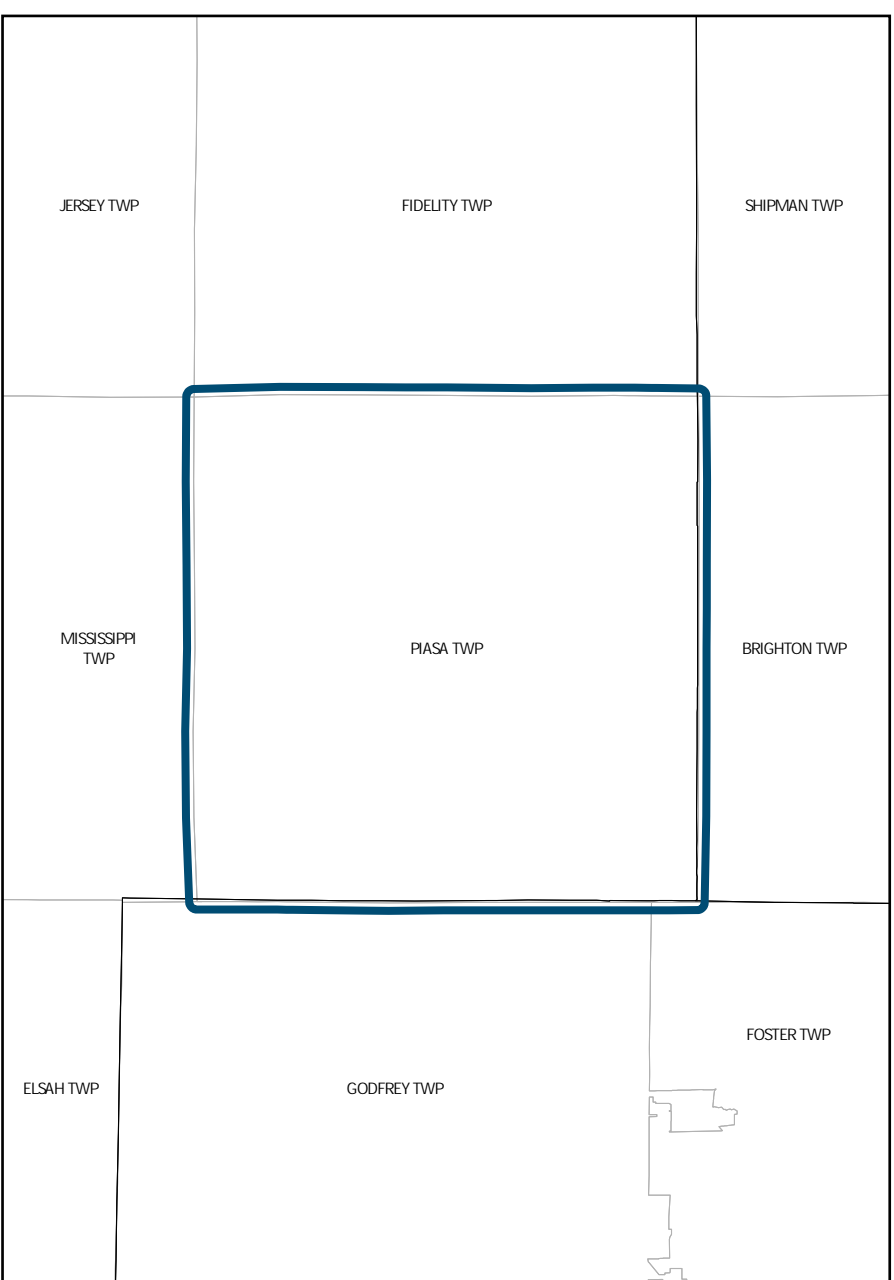 JERSEY TWP
FIDELITY TWP
SHIPMAN TWP
MISSISSIPPI
TWP
PIASA TWP
BRIGHTON TWP
FOSTER TWP
ELSAH TWP
GODFREY TWP